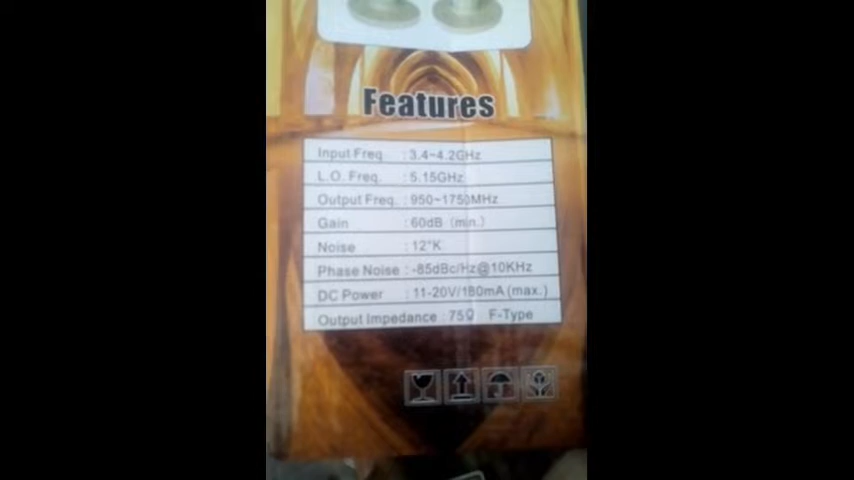 Features
Input Freq : 3.4~4.2GHz
L.O. Freq. : 5.15GHz
Output Freq. : 950~1750MHz
Gain : 60dB (min.)
Noise : 12°K
Phase Noise : -85dBc/Hz@10KHz
DC Power : 11-20V/180mA (max.)
Output Impedance : 75Ω F-Type